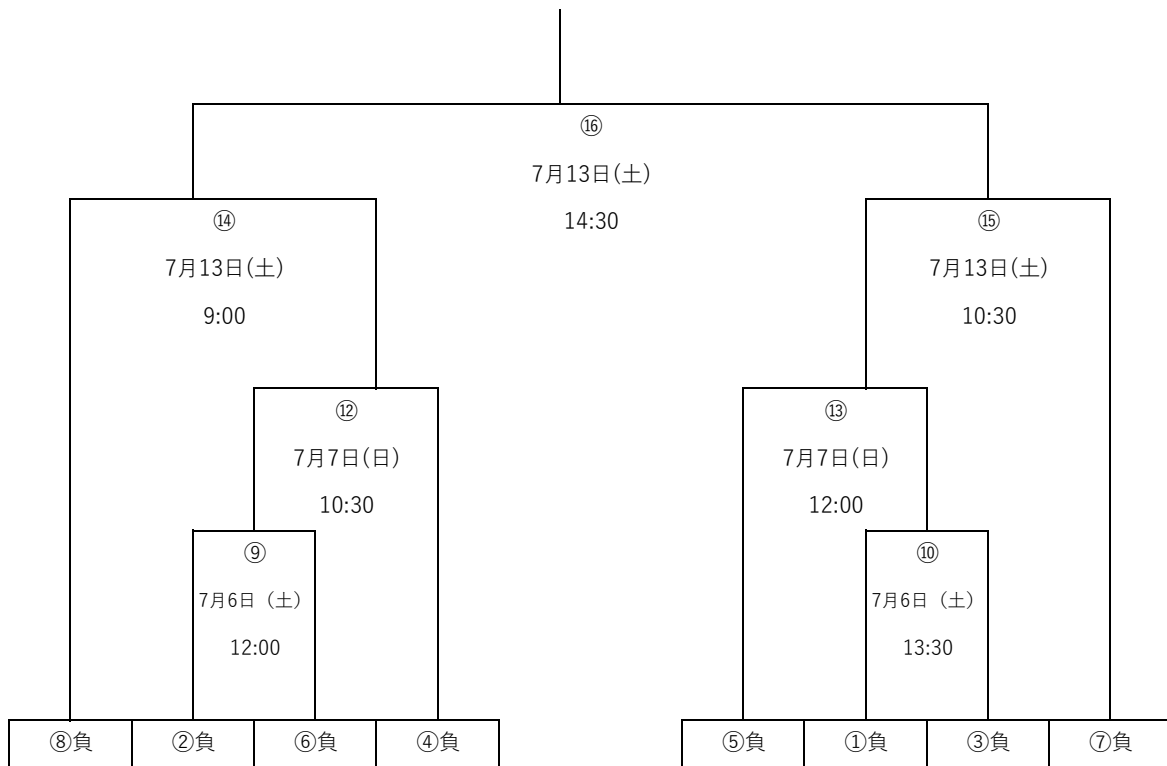 ⑯
7月13日(土)
14:30
⑭
7月13日(土)
9:00
⑮
7月13日(土)
10:30
⑫
7月7日(日)
10:30
⑬
7月7日(日)
12:00
⑨
7月6日（土）
12:00
⑩
7月6日（土）
13:30
⑧負 ②負 ⑥負 ④負 ⑤負 ①負 ③負 ⑦負